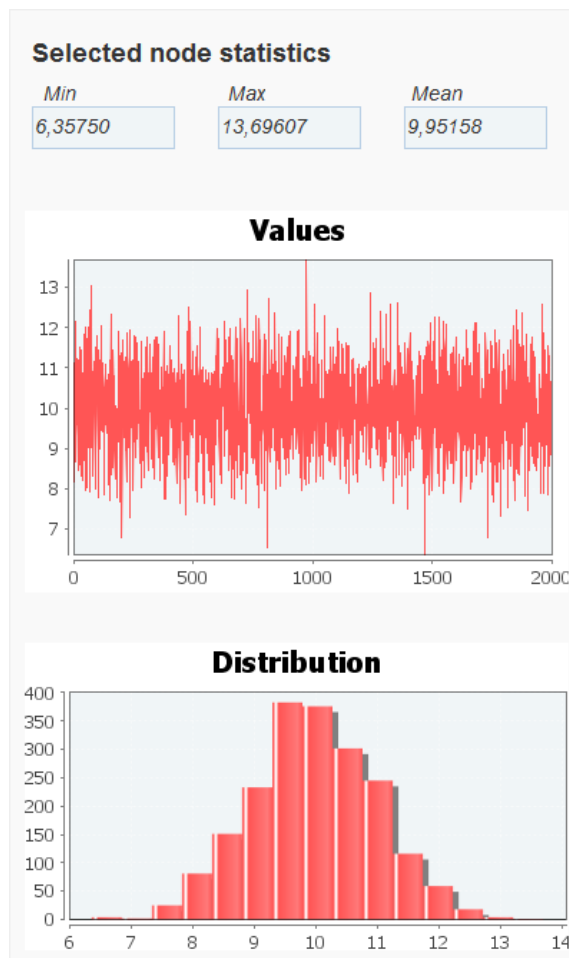 Selected node statistics
Min Max Mean
6,35750 13,69607 9,95158
Values
13
12
11
10
9
8
7
0 500 1000 1500 2000
Distribution
400
350
300
250
200
150
100
50
0
6 7 8 9 10 11 12 13 14